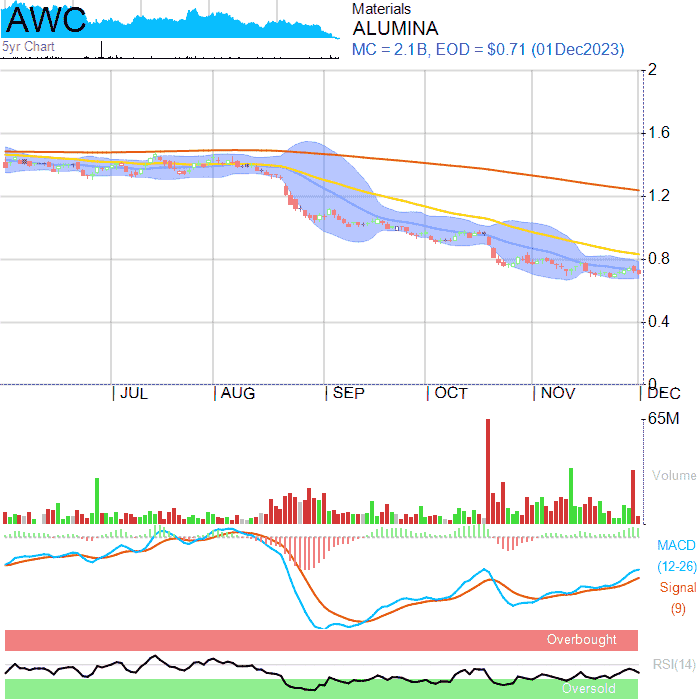 AWC
5yr Chart
Materials
ALUMINA
MC = 2.1B, EOD = $0.71 (01Dec2023)
2
1.6
1.2
0.8
0.4
0
JUL
AUG
SEP
OCT
NOV
DEC
65M
Volume
MACD
(12-26)
Signal
(9)
Overbought
RSI(14)
Oversold